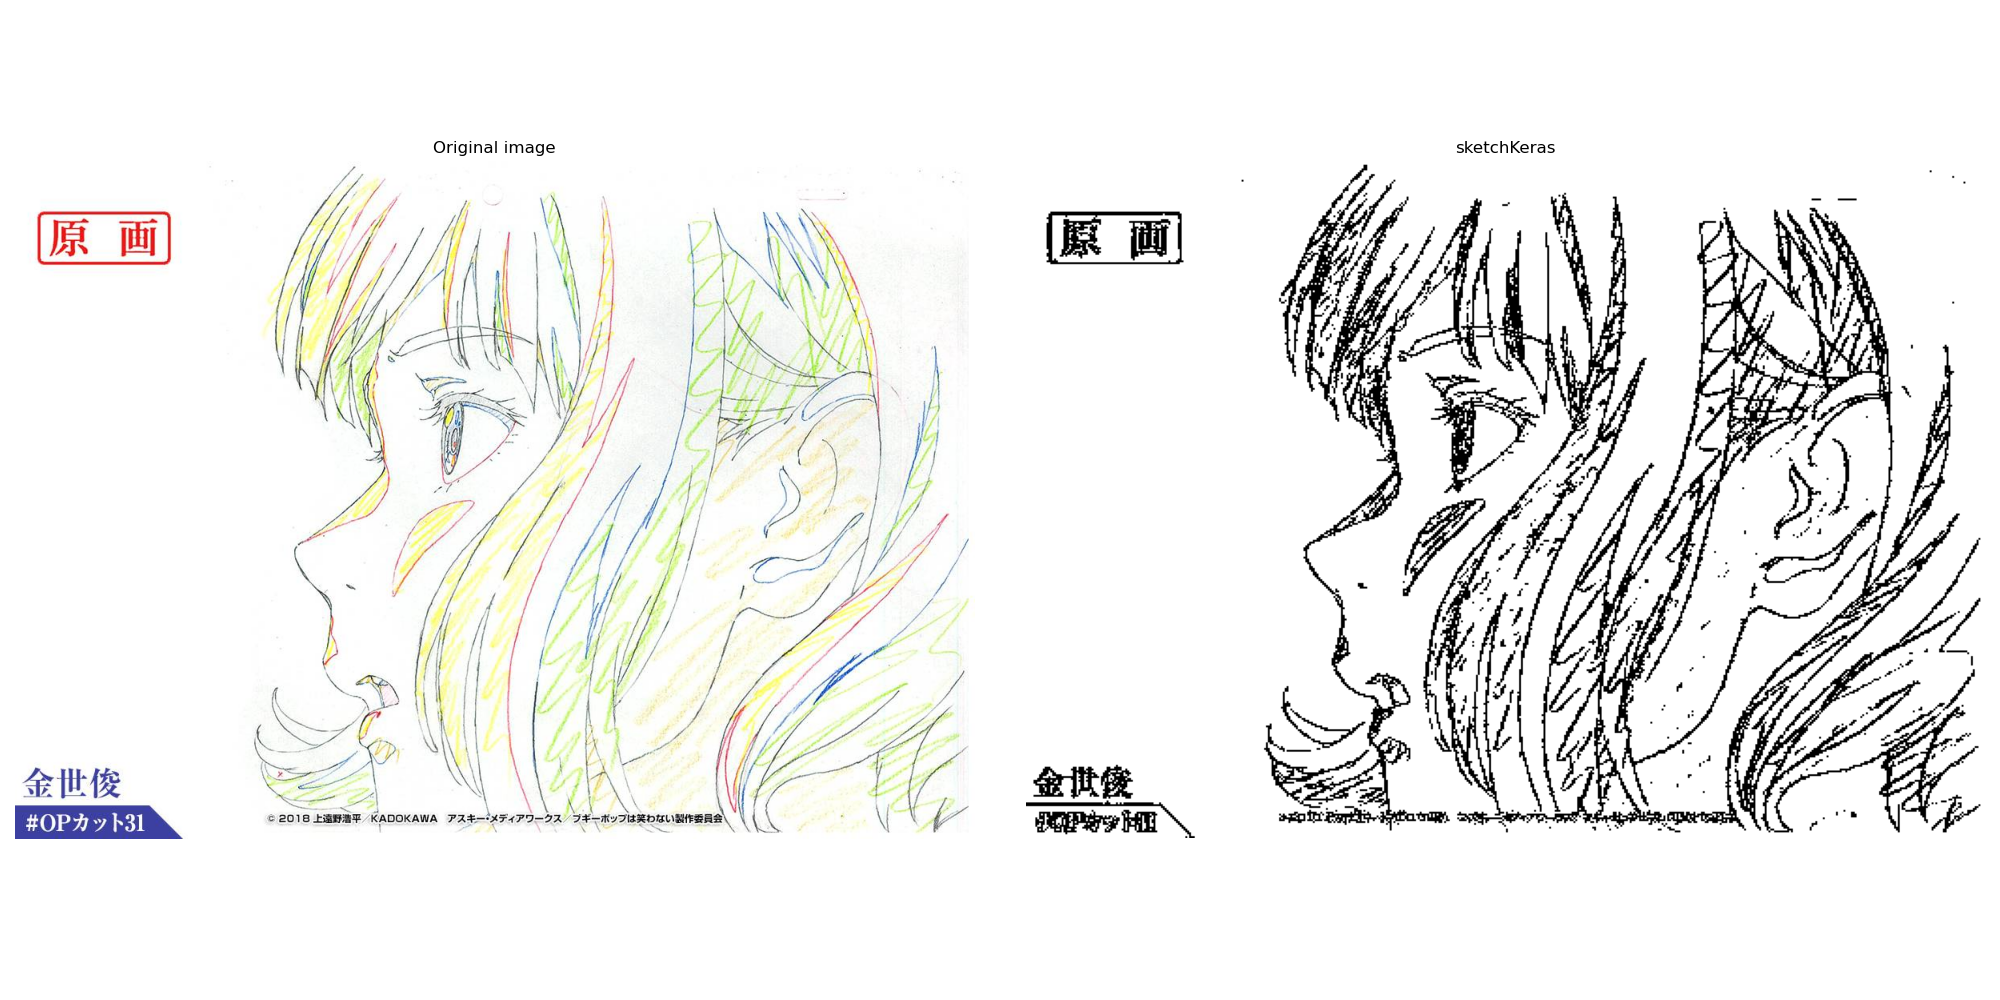 Original image
sketchKeras
原 画
原 画
金世俊
#OPカット31
© 2018 上遠野浩平／KADOKAWA アスキー・メディアワークス／ブギーポップは笑わない製作委員会
金世俊